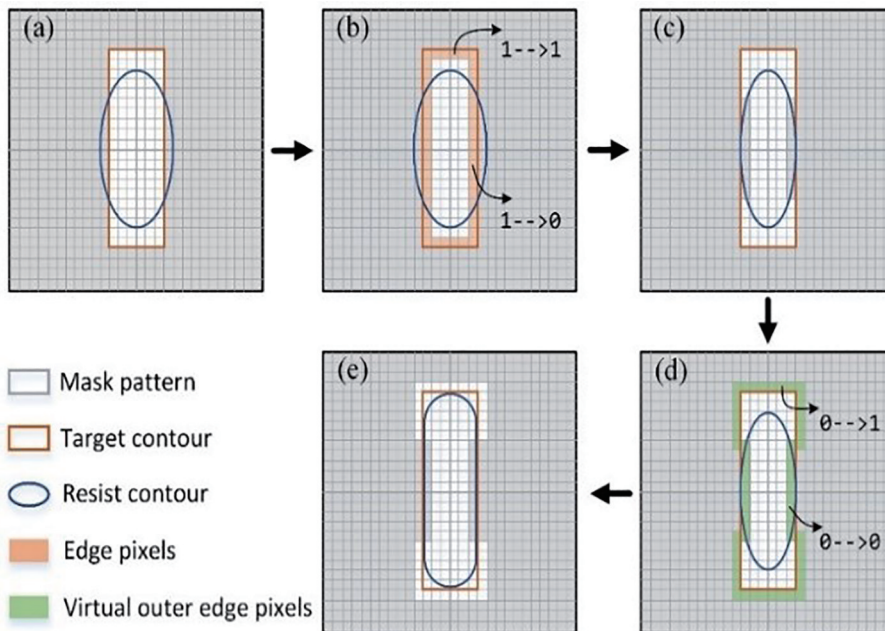 (a)
(b)
1-->1
1-->0
(c)
Mask pattern
Target contour
Resist contour
Edge pixels
Virtual outer edge pixels
(e)
(d)
0-->1
0-->0